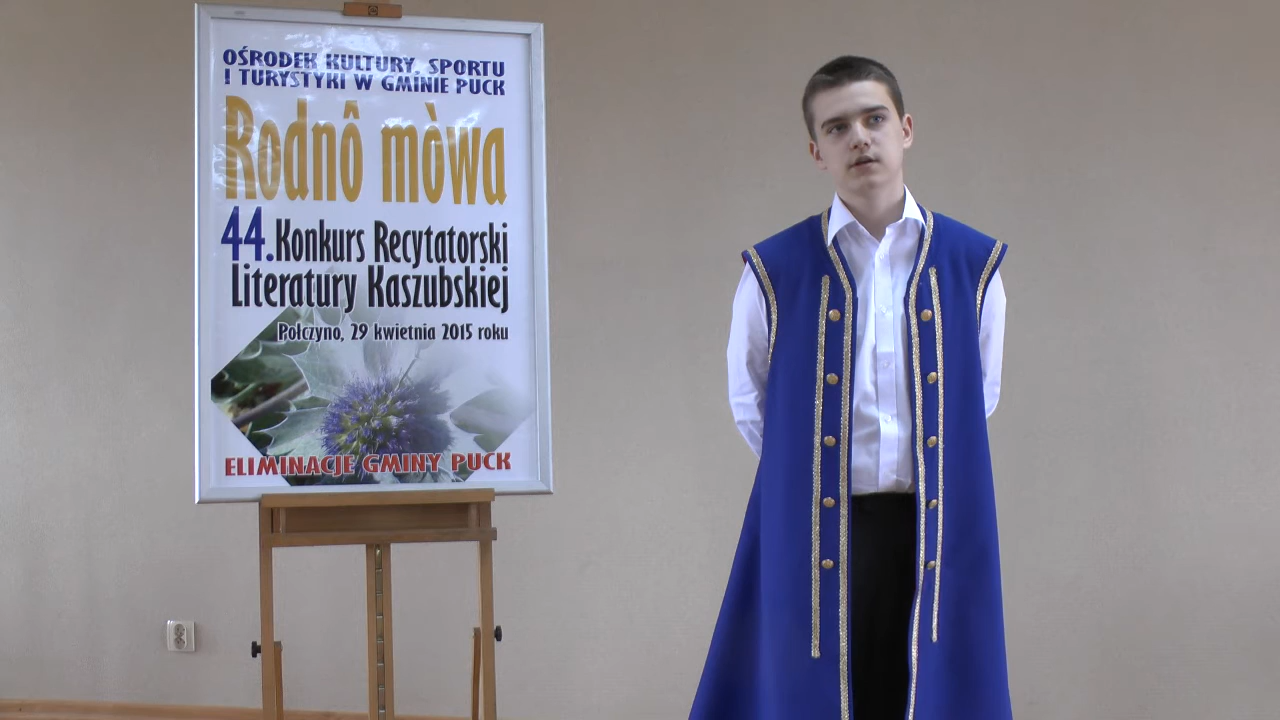 OŚRODEK KULTURY, SPORTU
I TURYSTYKI W GMINIE PUCK
Rodnô mòwa
44. Konkurs Recytatorski
Literatury Kaszubskiej
Połczyno, 29 kwietnia 2015 roku
ELIMINACJE GMINY PUCK